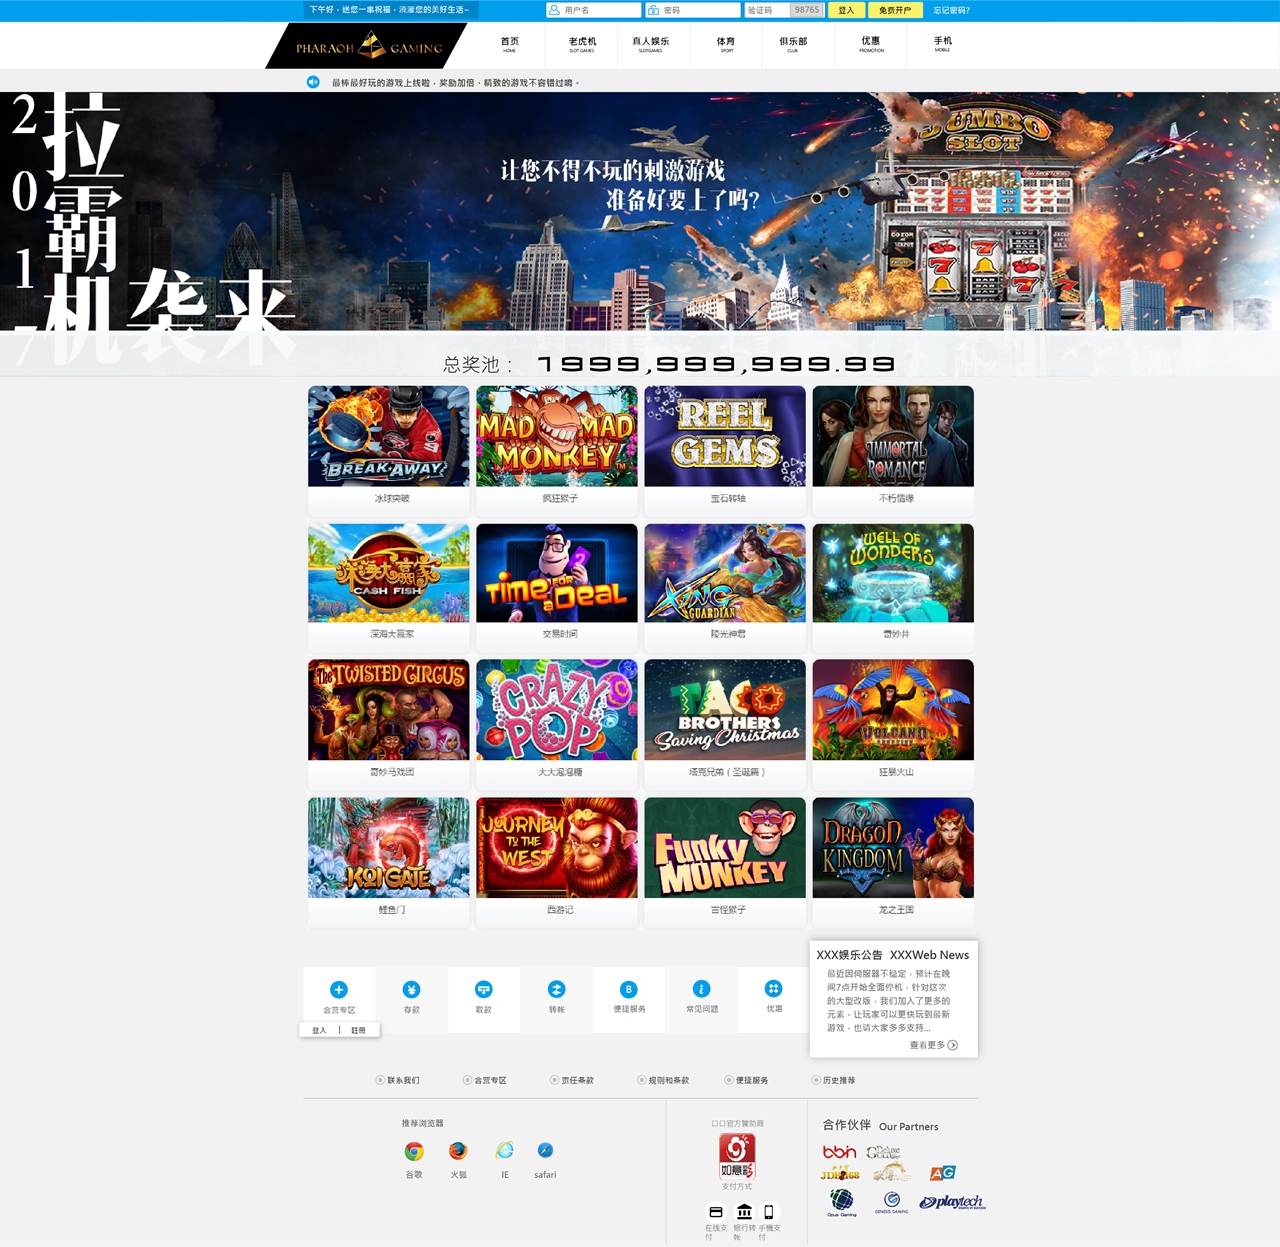 下午好，送您一串祝福，滴灌您的美好生活~
用户名
密码
验证码
98765
登入
免费开户
忘记密码?
PHARAOH GAMING
首页
HOME
老虎机
SLOT GAMES
真人娱乐
SLOTGAMES
体育
SPORT
俱乐部
CLUB
优惠
PROMOTION
手机
MOBILE
最棒最好玩的游戏上线啦，奖励加倍、精致的游戏不容错过唷。
2017
拉霸机袭来
让您不得不玩的刺激游戏
准备好要上了吗?
JUMBO
SLOT
总奖池： 1999,999,999.99
BREAK AWAY
MAD MAD
MONKEY™
REEL
GEMS
IMMORTAL
ROMANCE
冰球突破
疯狂猴子
宝石转轴
不朽情缘
深海大赢家
CASH FISH
TIME FOR
a DEAL
XING
GUARDIAN
WELL OF
WONDERS
深海大赢家
交易时间
陵光神君
奇妙井
The TWISTED CIRCUS
CRAZY
POP
TACO
BROTHERS
Saving Christmas
VOLCANO
奇妙马戏团
大大泡泡糖
塔克兄弟（圣诞篇）
狂暴火山
KOI GATE
JOURNEY
TO THE
WEST
Funky
MONKEY
DRAGON
KINGDOM
鲤鱼门
西游记
古怪猴子
龙之王国
XXX娱乐公告 XXXWeb News
最近因伺服器不稳定，预计在晚
间7点开始全面停机，针对这次
的大型改版，我们加入了更多的
元素，让玩家可以更快玩到最新
游戏，也请大家多多支持...
查看更多
合营专区
存款
取款
转帐
便捷服务
常见问题
优惠
登入 | 註冊
联系我们
合营专区
责任条款
规则和条款
便捷服务
历史推荐
推荐浏览器
谷歌
火狐
IE
safari
口口官方贊助商
如意彩
支付方式
在线支
付
银行转
帐
手機支
付
合作伙伴 Our Partners
bbin
JDB168
AG
Opus Gaming
GENESIS GAMING
playtech